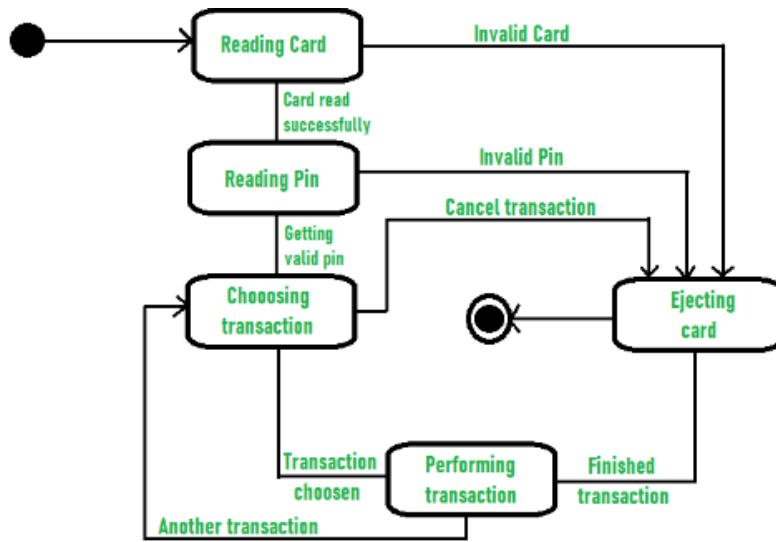 Reading Card
Invalid Card
Card read
successfully
Reading Pin
Invalid Pin
Cancel transaction
Getting
valid pin
Chooosing
transaction
Ejecting
card
Transaction
choosen
Performing
transaction
Finished
transaction
Another transaction